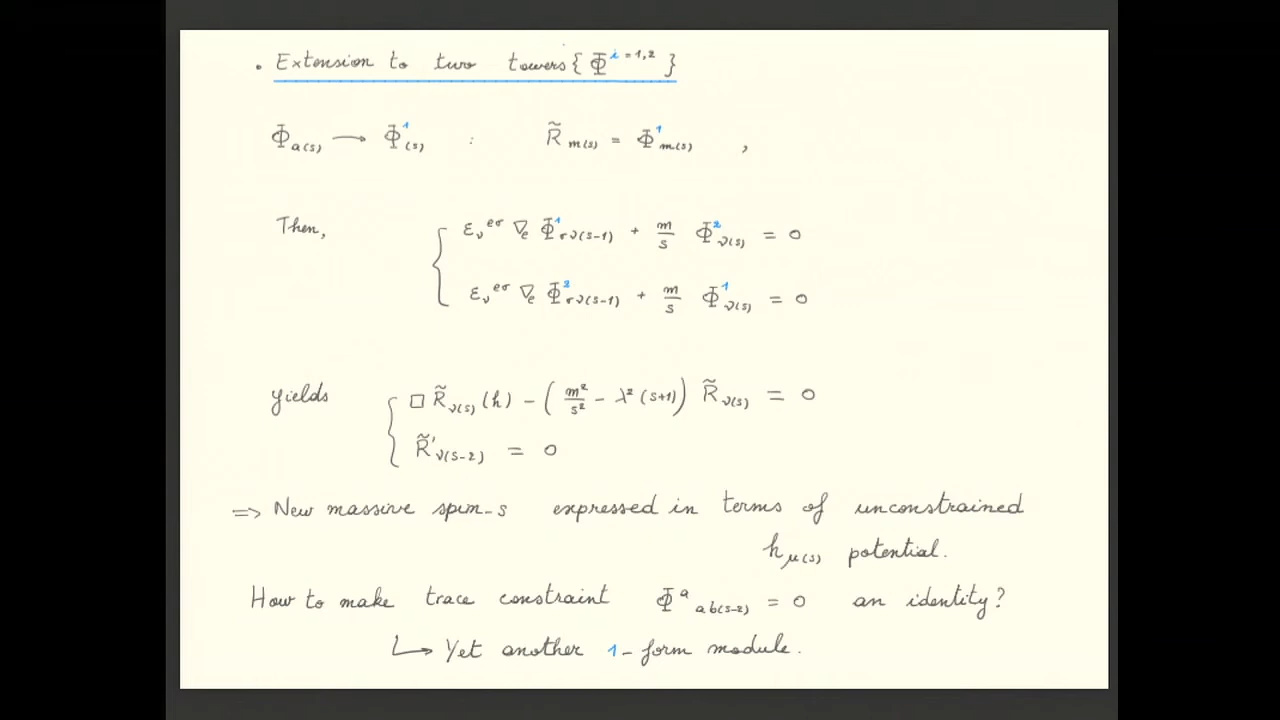 • Extension to two towers { Φ^{i=1,2} }
Φ_{a(s)} → Φ^1_{(s)} : R̃_{m(s)} = Φ^1_{m(s)} ,
Then, { ε_ν^{ρσ} ∇_ρ Φ^1_{σν(s-1)} + m/s Φ^2_{ν(s)} = 0
ε_ν^{ρσ} ∇_ρ Φ^2_{σν(s-1)} + m/s Φ^1_{ν(s)} = 0
yields { □ R̃_{ν(s)}(h) - ( m²/s² - λ²(s+1) ) R̃_{ν(s)} = 0
R̃'_{ν(s-2)} = 0
=> New massive spin-s expressed in terms of unconstrained
h_{μ(s)} potential.
How to make trace constraint Φ^a_{ab(s-2)} = 0 an identity?
↳ Yet another 1-form module.